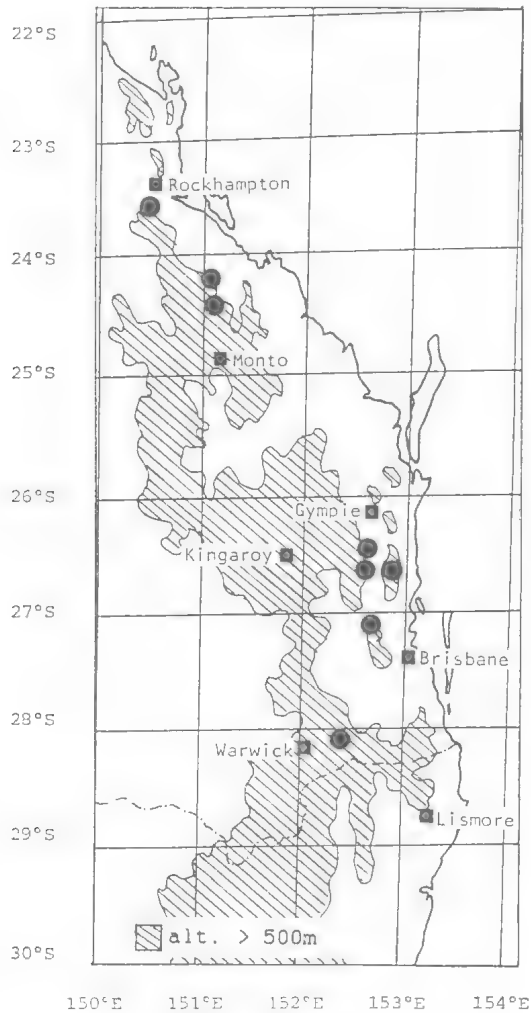 22°S
23°S
Rockhampton
24°S
Monto
25°S
26°S
Gympie
Kingaroy
27°S
Brisbane
28°S
Warwick
Lismore
29°S
alt. > 500m
30°S
150°E 151°E 152°E 153°E 154°E